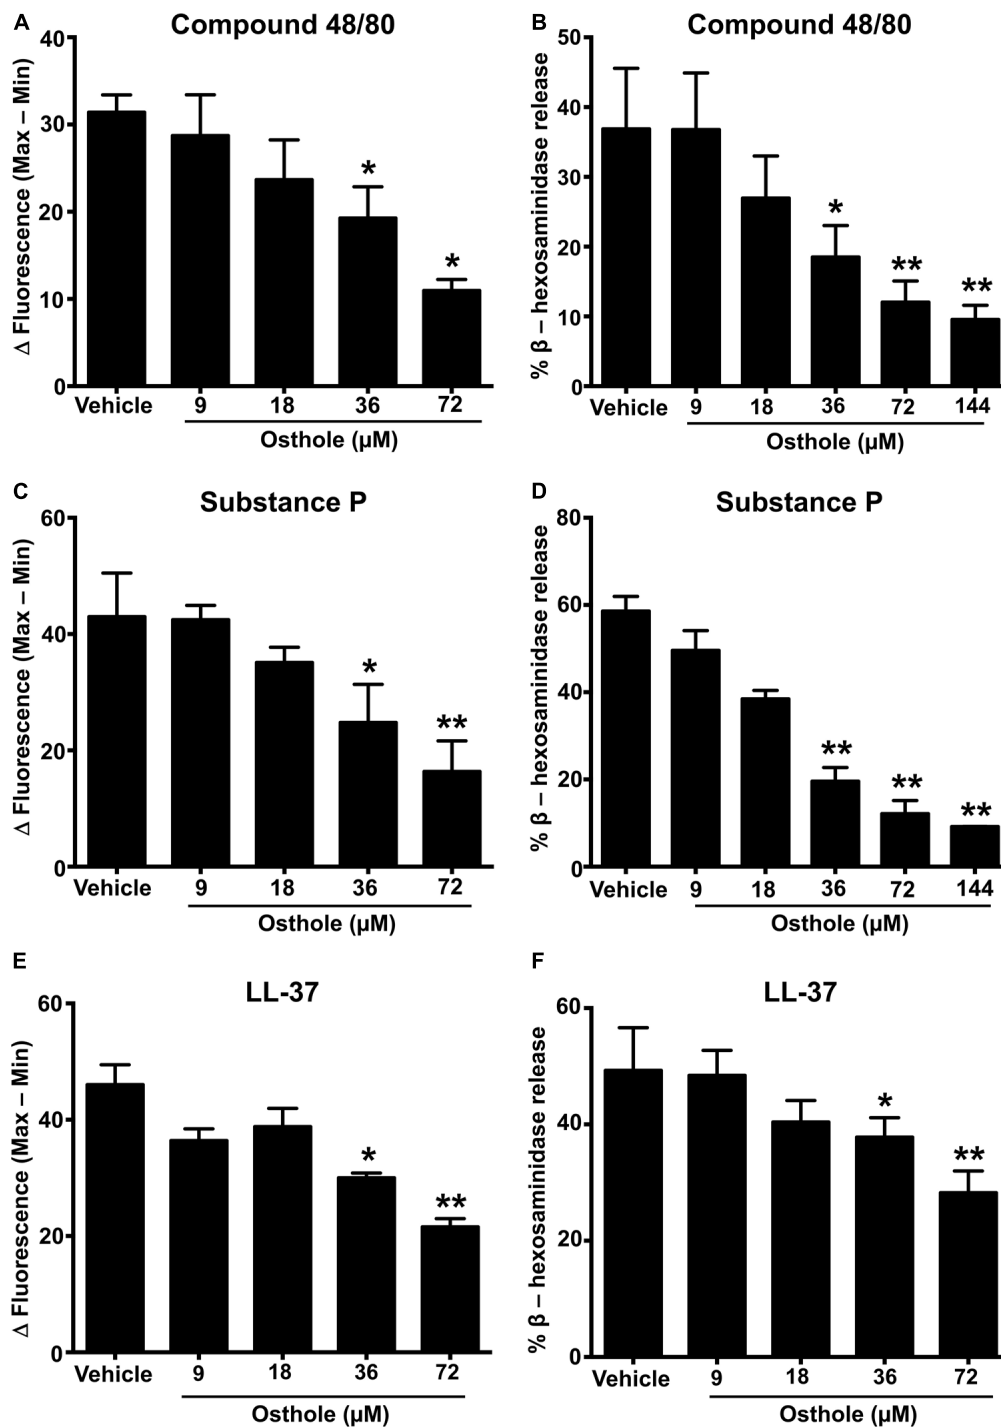 A
Compound 48/80
Δ Fluorescence (Max – Min)
40
30
20
10
0
*
*
Vehicle 9 18 36 72
Osthole (µM)
B
Compound 48/80
% β – hexosaminidase release
50
40
30
20
10
0
*
**
**
Vehicle 9 18 36 72 144
Osthole (µM)
C
Substance P
Δ Fluorescence (Max – Min)
60
40
20
0
*
**
Vehicle 9 18 36 72
Osthole (µM)
D
Substance P
% β – hexosaminidase release
80
60
40
20
0
**
**
**
Vehicle 9 18 36 72 144
Osthole (µM)
E
LL-37
Δ Fluorescence (Max – Min)
60
40
20
0
*
**
Vehicle 9 18 36 72
Osthole (µM)
F
LL-37
% β – hexosaminidase release
60
40
20
0
*
**
Vehicle 9 18 36 72
Osthole (µM)